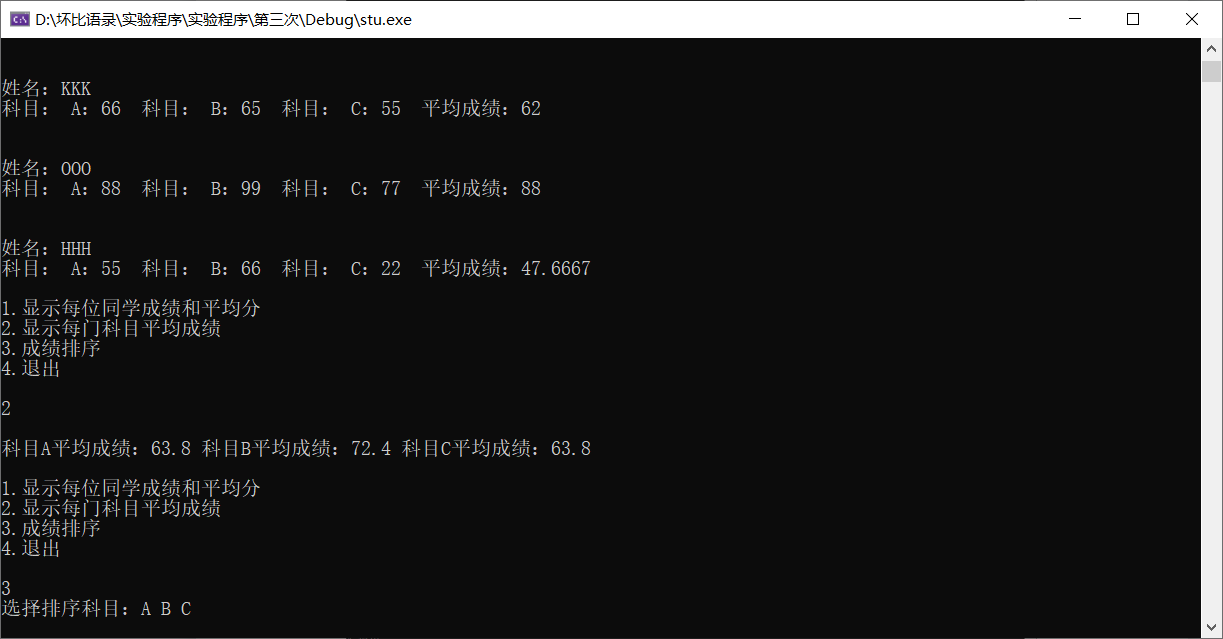 D:\坏比语录\实验程序\实验程序\第三次\Debug\stu.exe
姓名：KKK
科目： A：66  科目： B：65  科目： C：55  平均成绩：62
姓名：OOO
科目： A：88  科目： B：99  科目： C：77  平均成绩：88
姓名：HHH
科目： A：55  科目： B：66  科目： C：22  平均成绩：47.6667
1.显示每位同学成绩和平均分
2.显示每门科目平均成绩
3.成绩排序
4.退出
2
科目A平均成绩：63.8 科目B平均成绩：72.4 科目C平均成绩：63.8
1.显示每位同学成绩和平均分
2.显示每门科目平均成绩
3.成绩排序
4.退出
3
选择排序科目：A B C